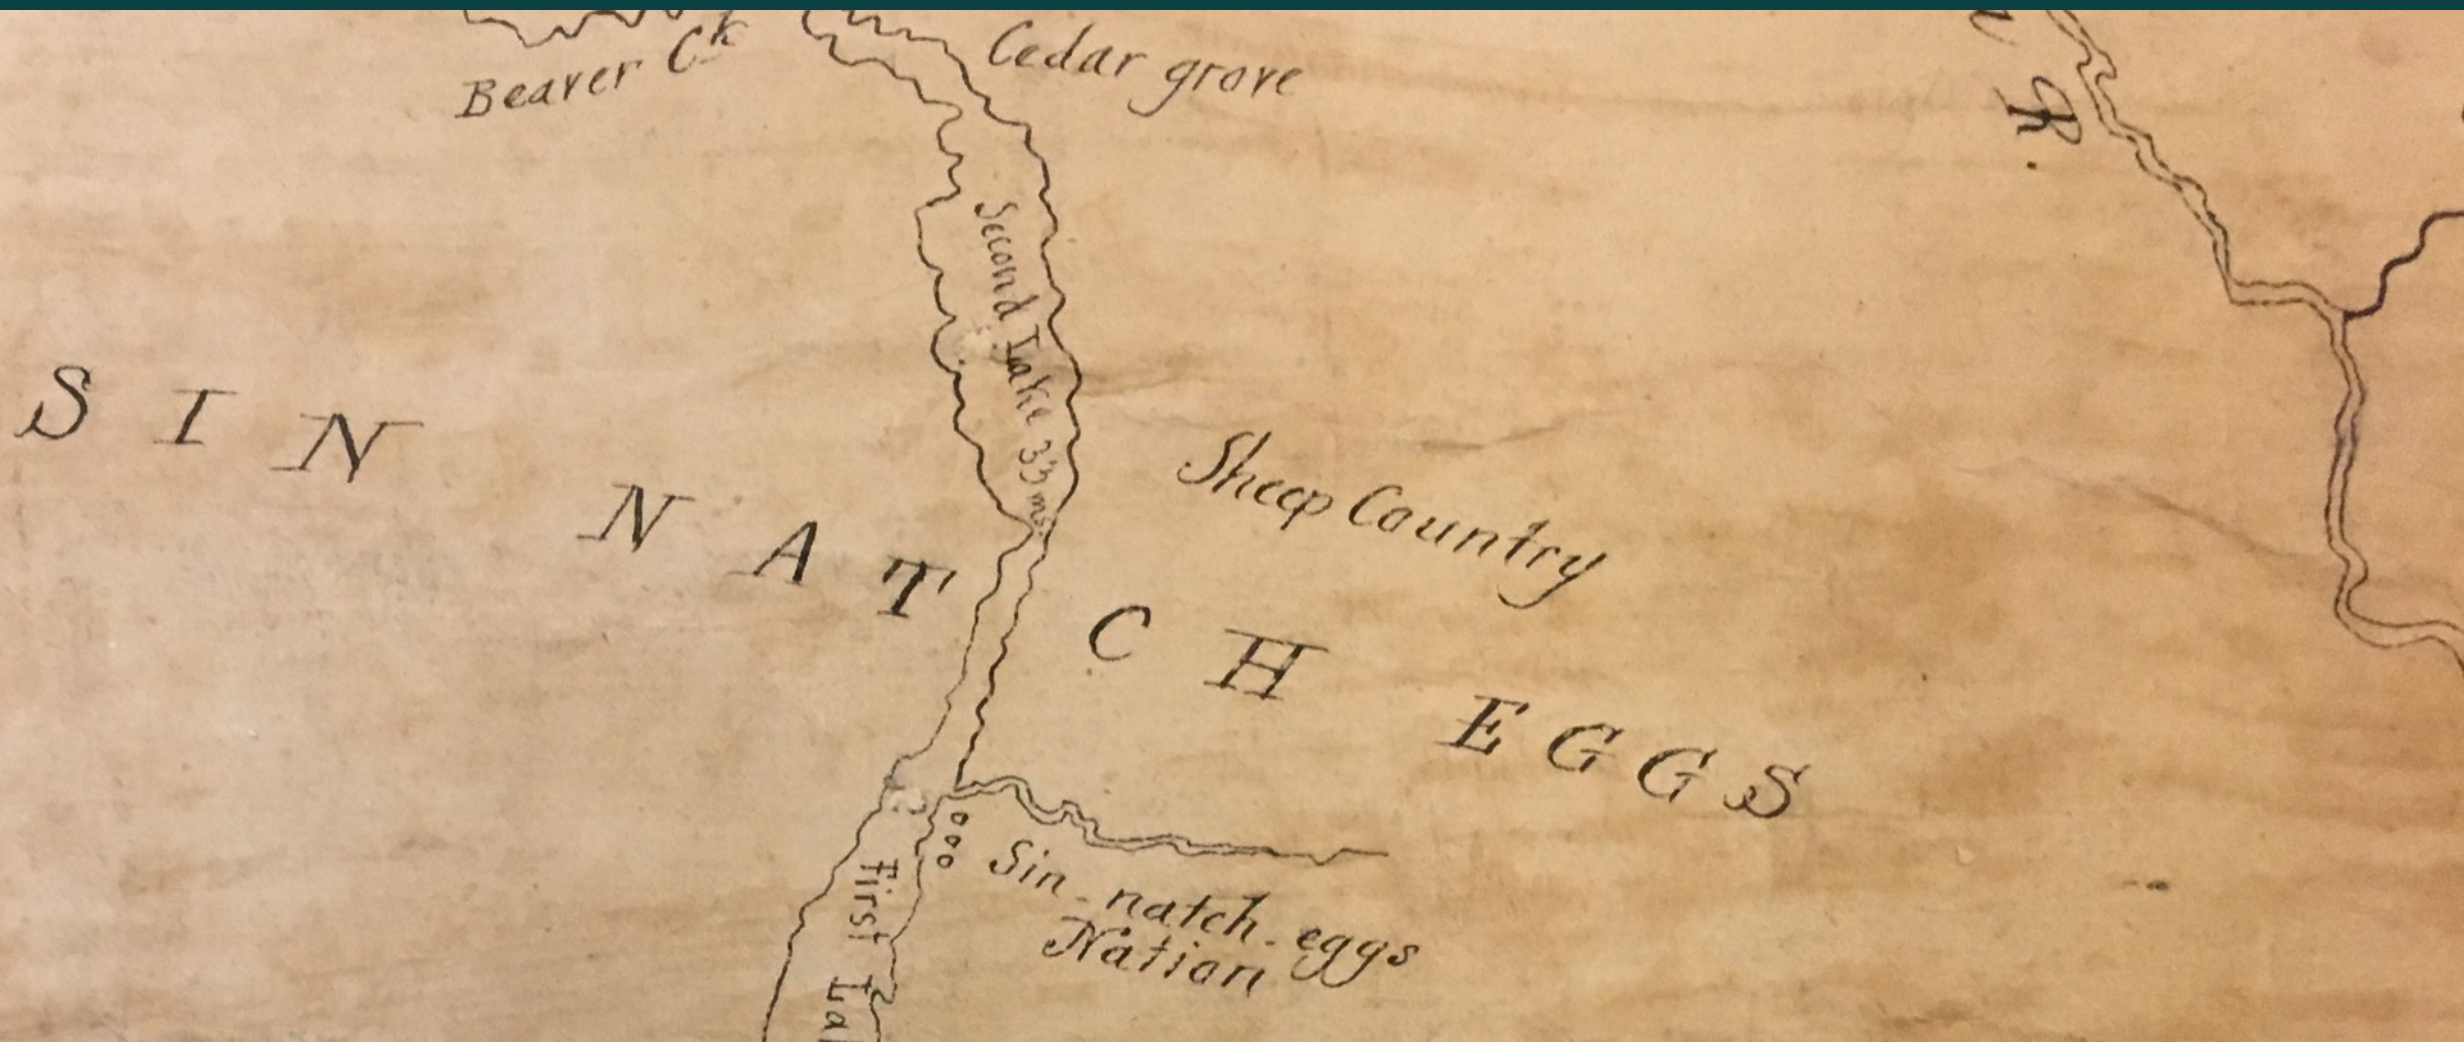 Beaver Ck
Cedar grove
R.
Second Lake 33 ms
Sheep Country
SIN NATCH EGGS
Sin-natch-eggs
Nation
First La